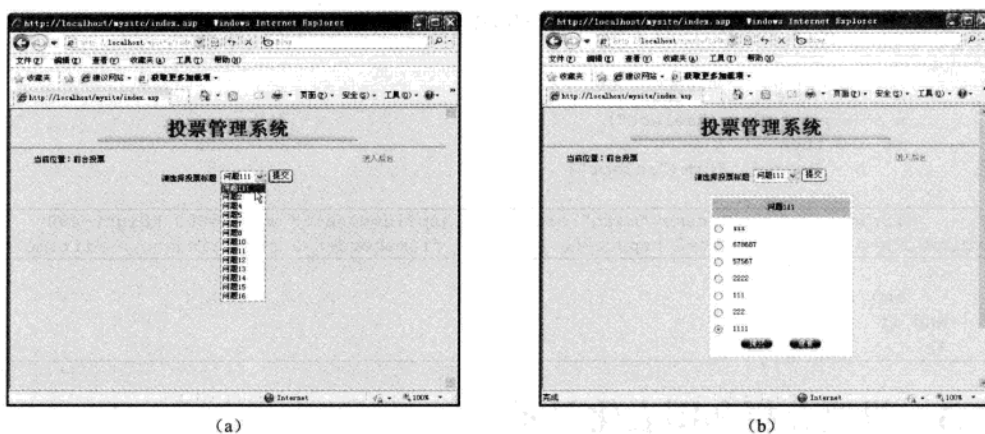 http://localhost/mysite/index.asp - Windows Internet Explorer
localhost
文件(F) 编辑(E) 查看(V) 收藏夹(A) 工具(T) 帮助(H)
收藏夹 建议网站 获取更多加载项
http://localhost/mysite/index.asp 页面(P) 安全(S) 工具(O)
投票管理系统
当前位置：前台投票 进入后台
请选择投票标题 问题111 提交
问题111
问题2
问题4
问题5
问题7
问题8
问题10
问题11
问题12
问题13
问题14
问题15
问题16
Internet 100%
(a)
http://localhost/mysite/index.asp - Windows Internet Explorer
localhost
文件(F) 编辑(E) 查看(V) 收藏夹(A) 工具(T) 帮助(H)
收藏夹 建议网站 获取更多加载项
http://localhost/mysite/index.asp 页面(P) 安全(S) 工具(O)
投票管理系统
当前位置：前台投票 进入后台
请选择投票标题 问题111 提交
问题111
678687
57567
2222
111
222
1111
完成 Internet 100%
(b)